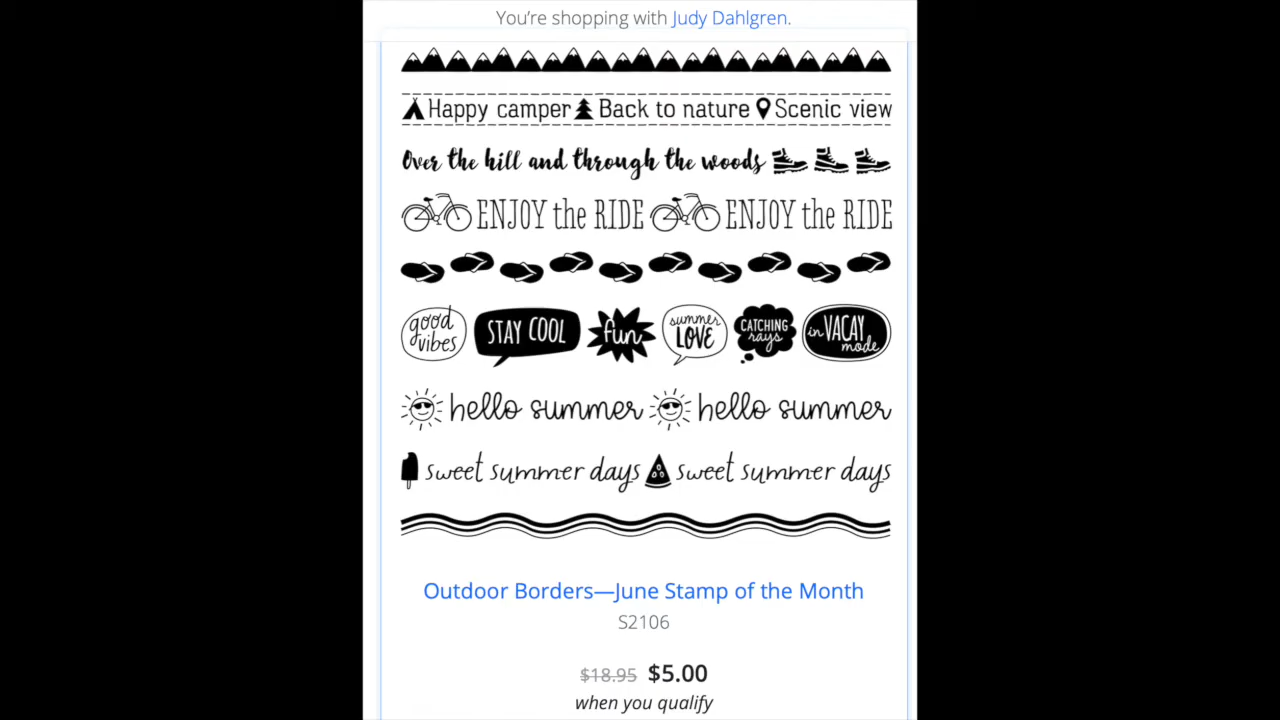 You're shopping with Judy Dahlgren.
Happy camper Back to nature Scenic view
Over the hill and through the woods
ENJOY the RIDE ENJOY the RIDE
good vibes STAY COOL fun summer LOVE CATCHING rays in VACAY mode
hello summer hello summer
sweet summer days sweet summer days
Outdoor Borders—June Stamp of the Month
S2106
$18.95 $5.00
when you qualify